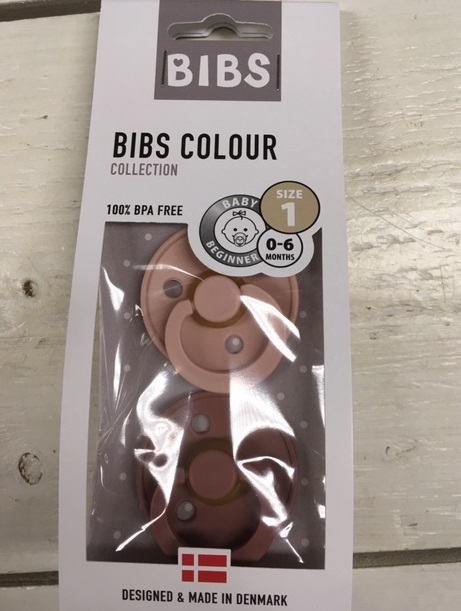 BIBS
BIBS COLOUR
COLLECTION
100% BPA FREE
BABY
BEGINNER
SIZE
1
0-6
MONTHS
DESIGNED & MADE IN DENMARK